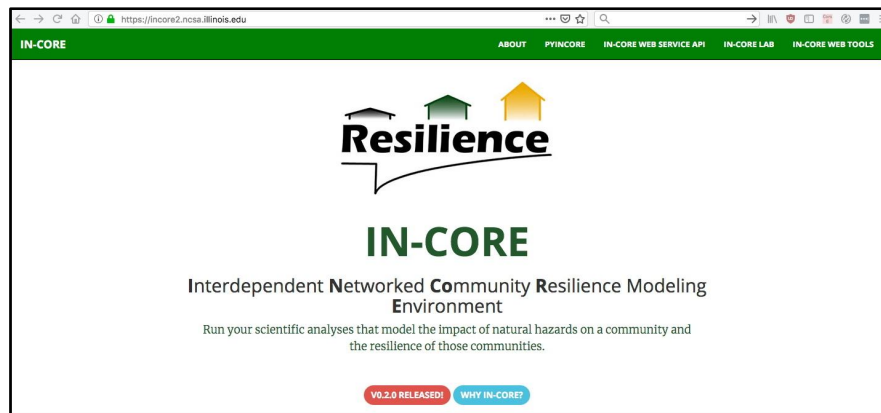 https://incore2.ncsa.illinois.edu
IN-CORE ABOUT PYINCORE IN-CORE WEB SERVICE API IN-CORE LAB IN-CORE WEB TOOLS
Resilience
IN-CORE
Interdependent Networked Community Resilience Modeling
Environment
Run your scientific analyses that model the impact of natural hazards on a community and
the resilience of those communities.
V0.2.0 RELEASED! WHY IN-CORE?